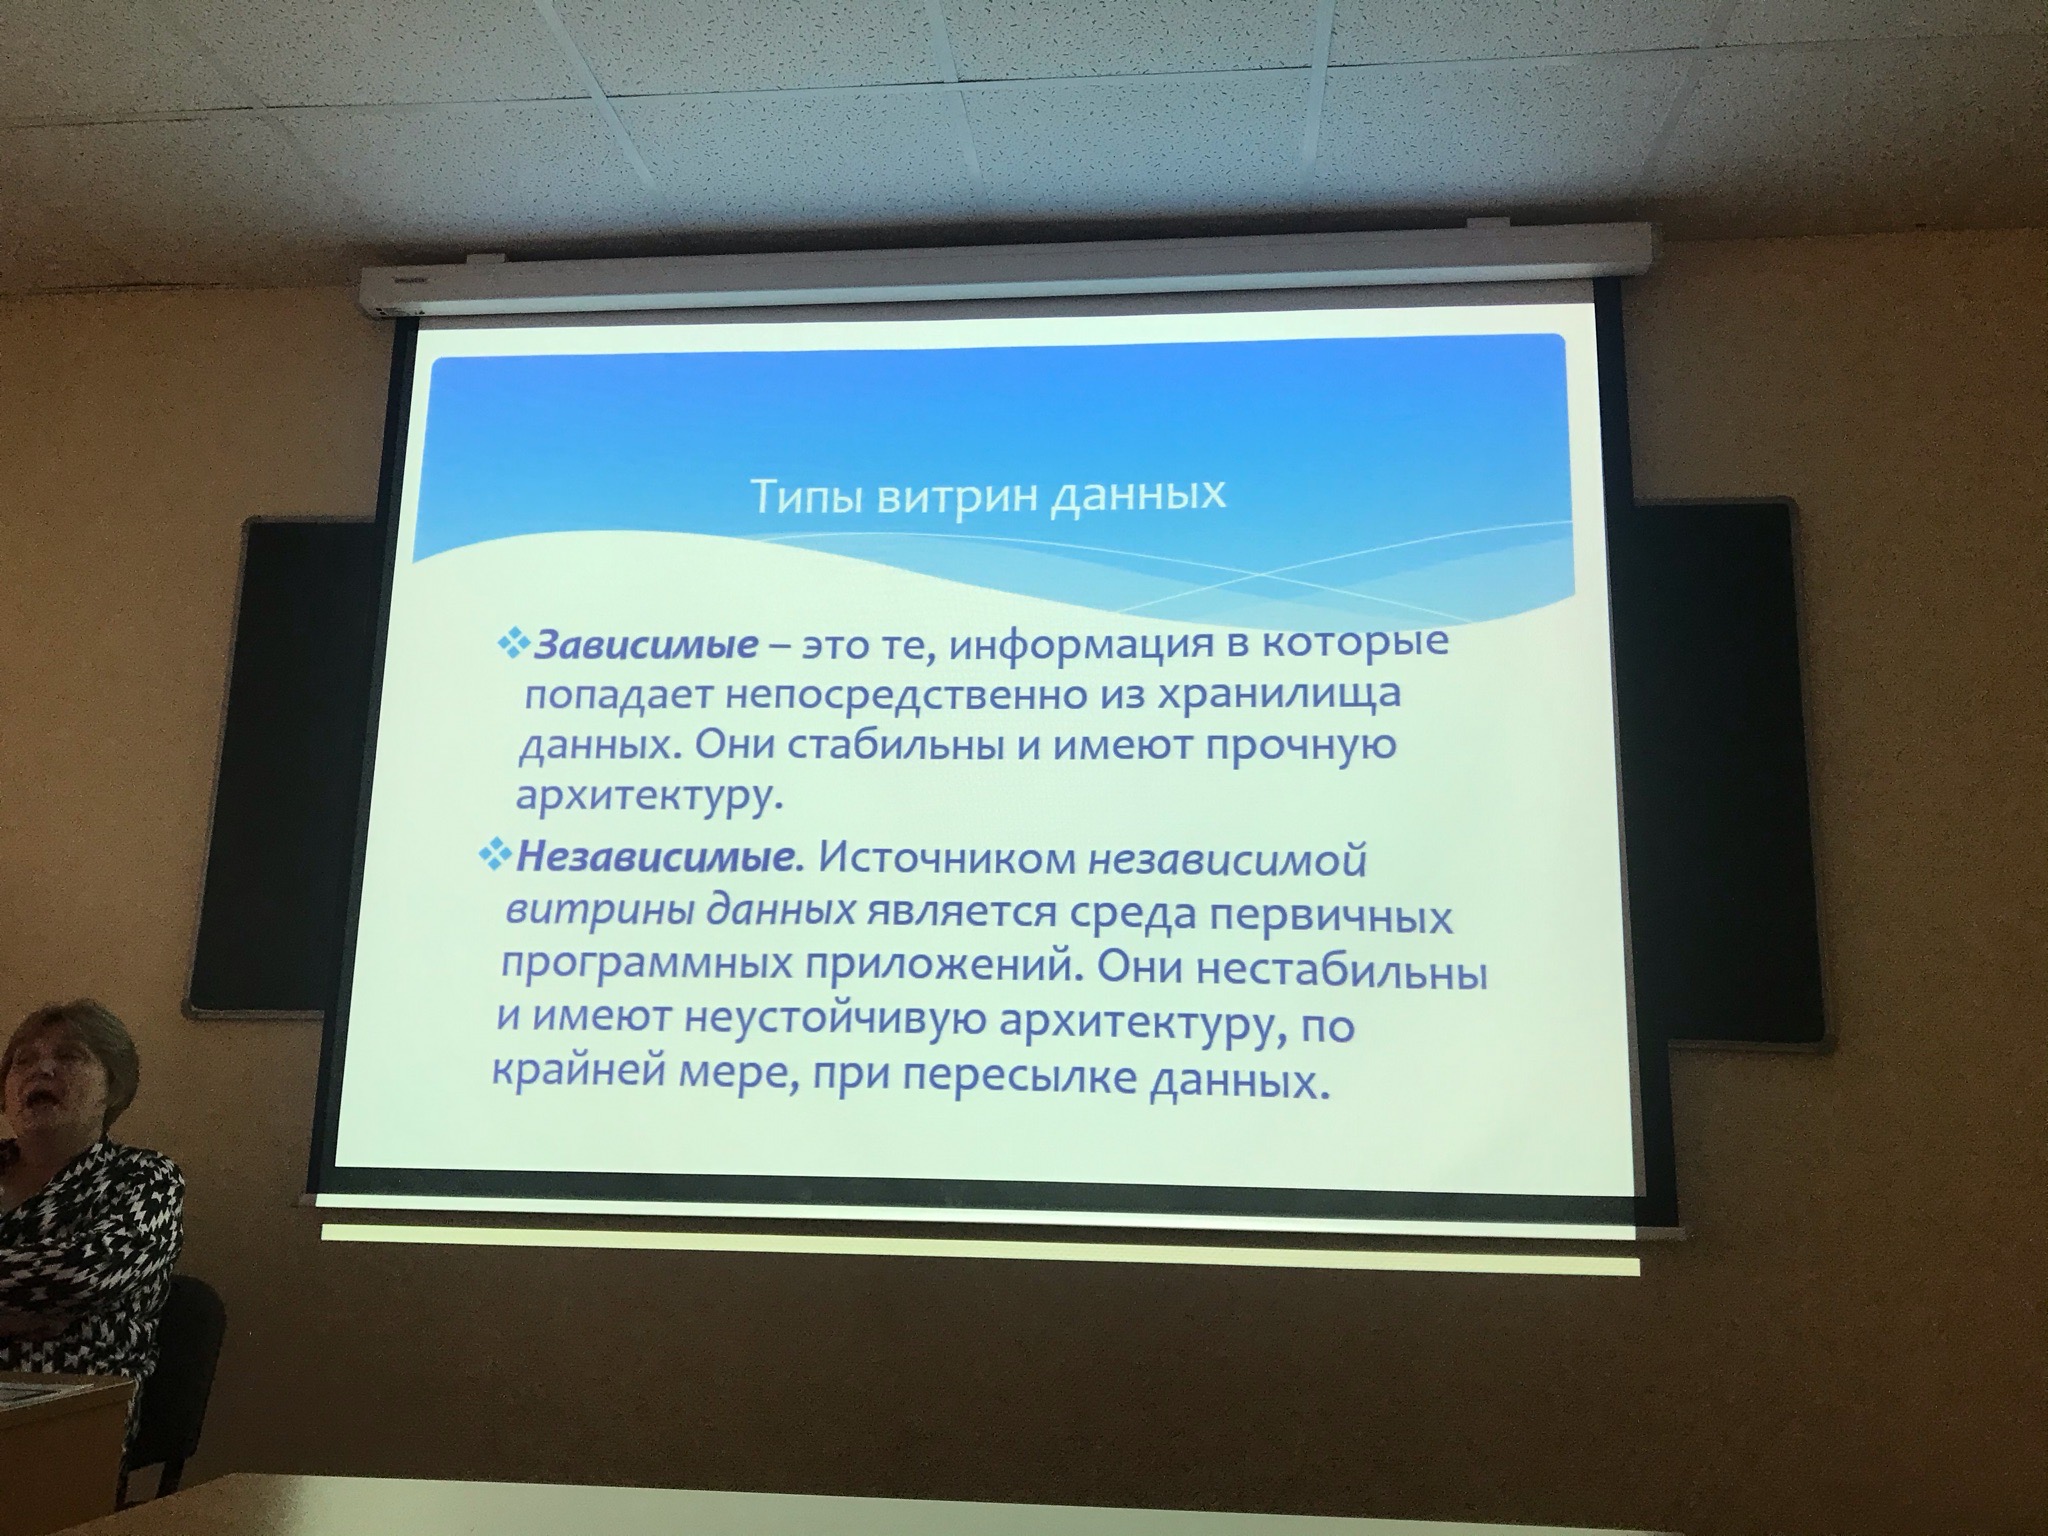 Типы витрин данных
Зависимые – это те, информация в которые
попадает непосредственно из хранилища
данных. Они стабильны и имеют прочную
архитектуру.
Независимые. Источником независимой
витрины данных является среда первичных
программных приложений. Они нестабильны
и имеют неустойчивую архитектуру, по
крайней мере, при пересылке данных.